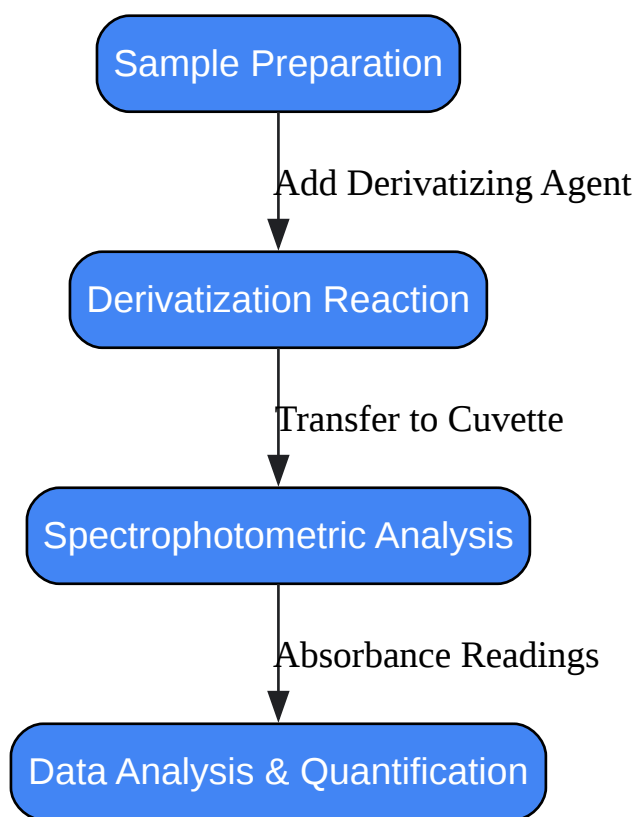 Sample Preparation
Add Derivatizing Agent
Derivatization Reaction
Transfer to Cuvette
Spectrophotometric Analysis
Absorbance Readings
Data Analysis & Quantification